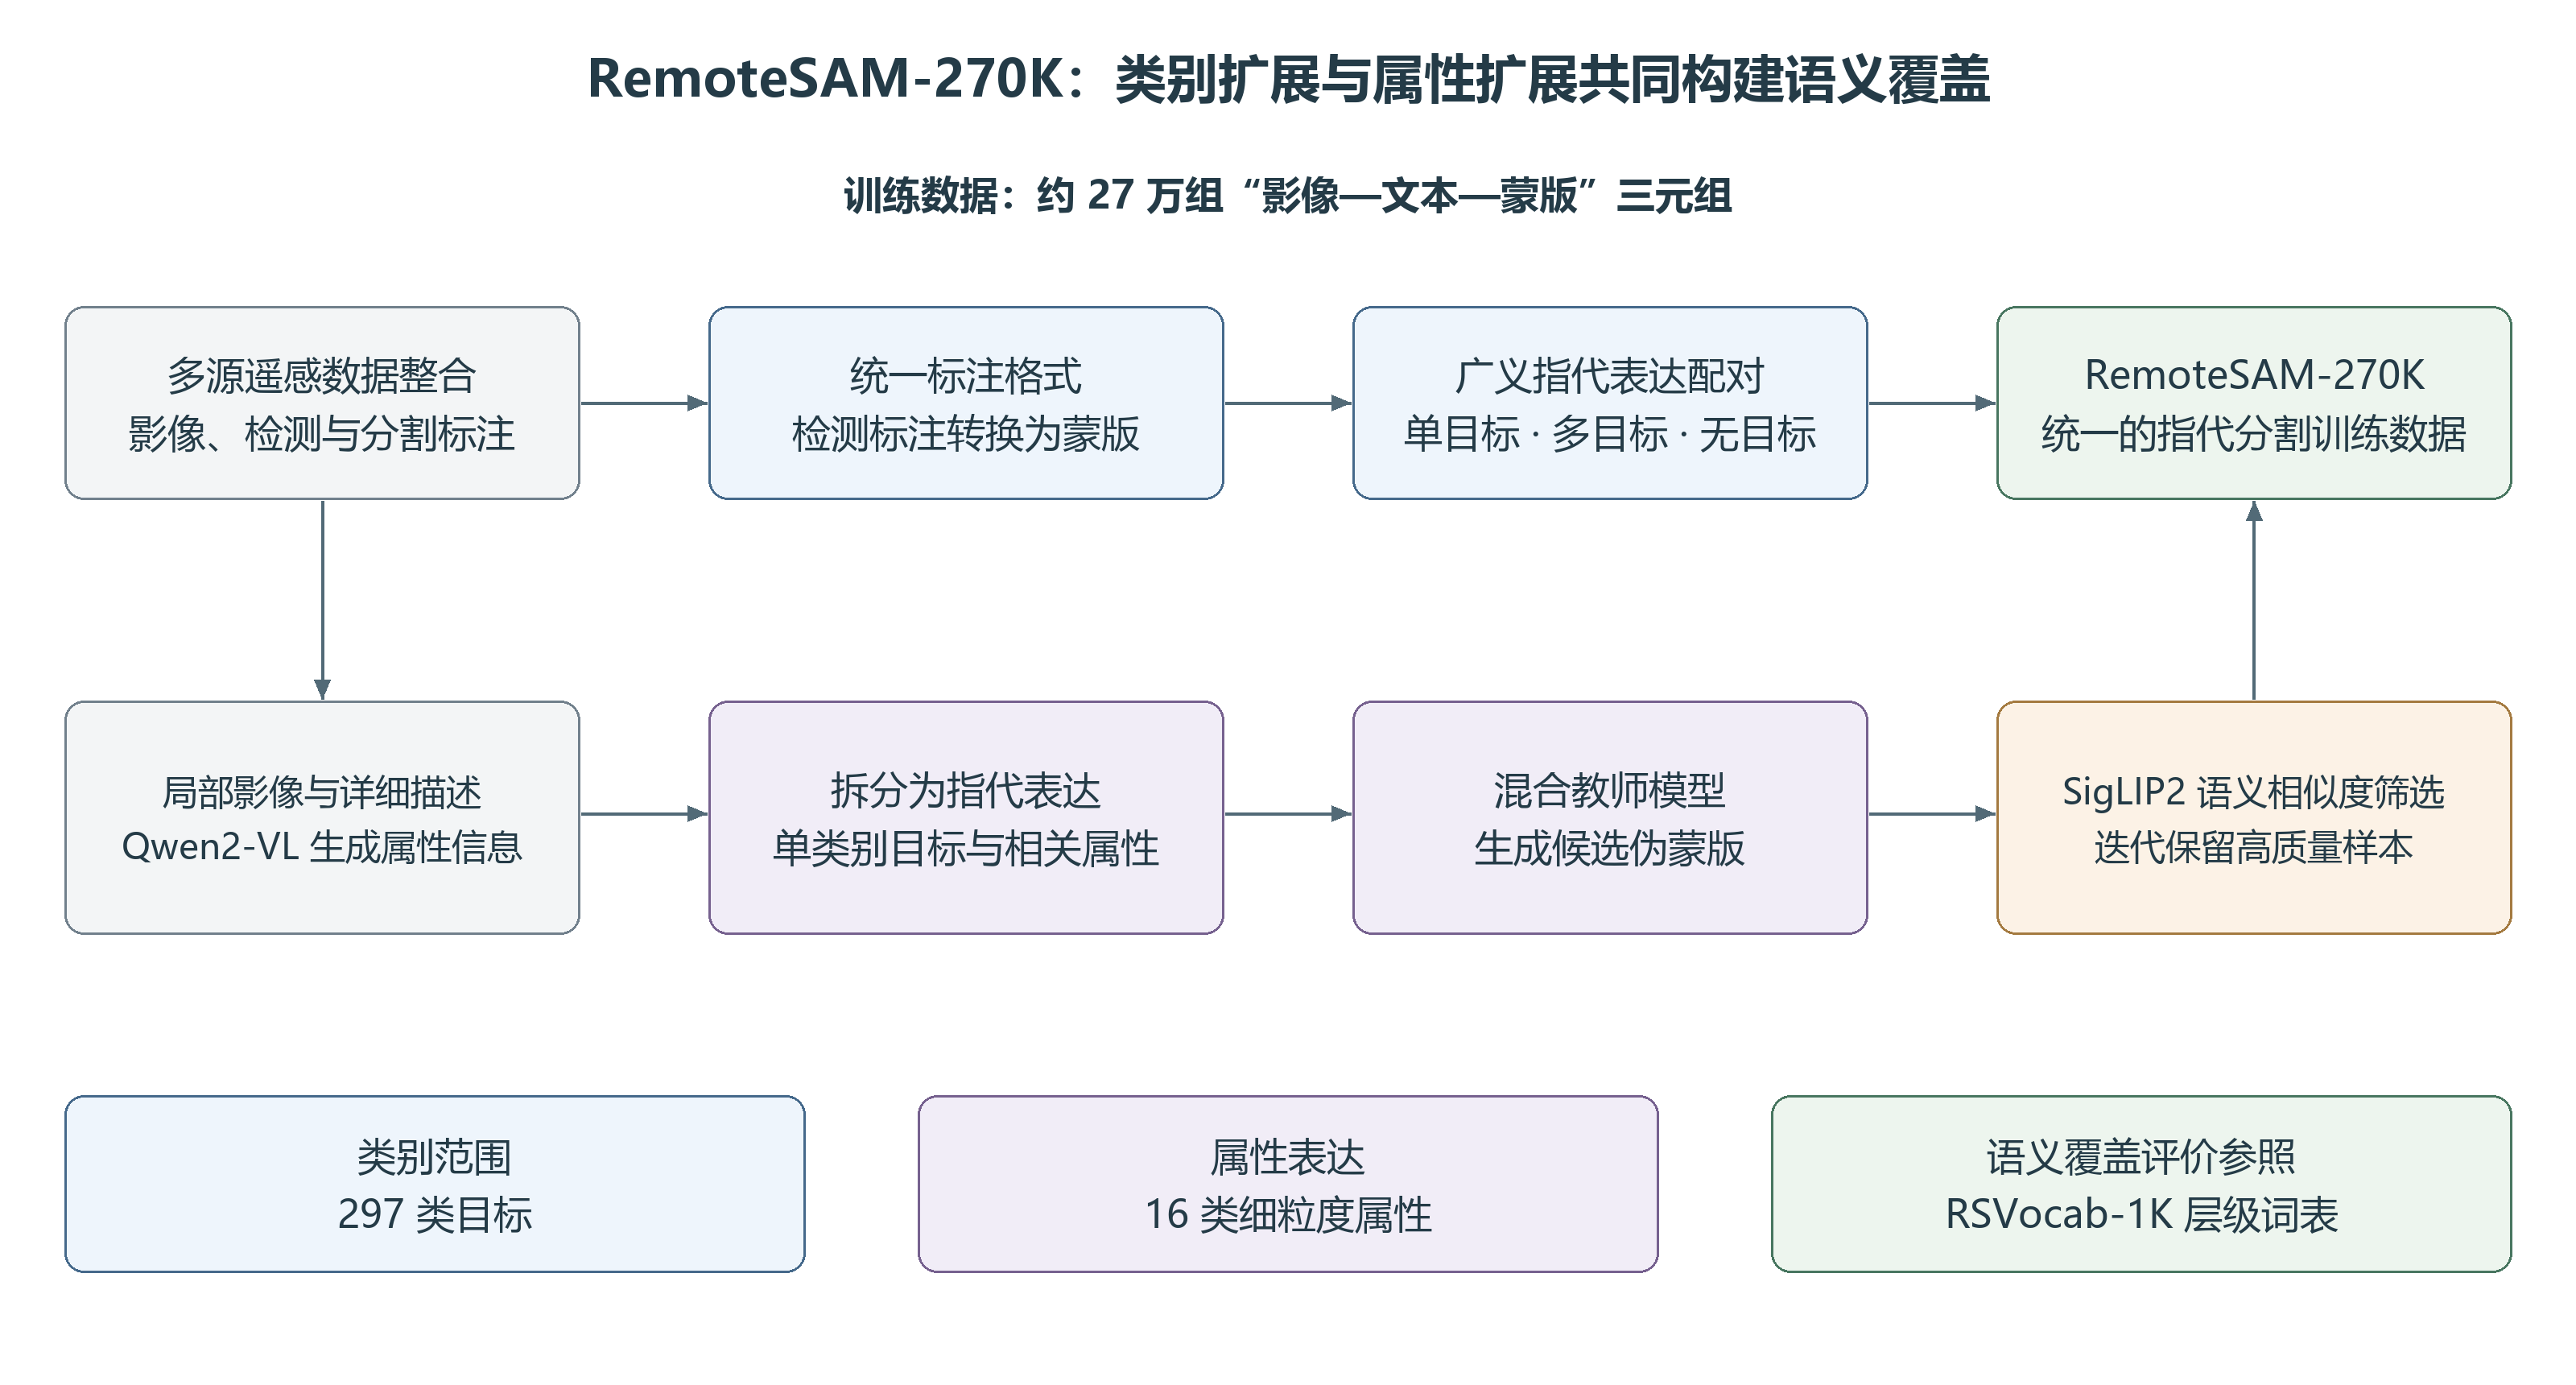 RemoteSAM-270K：类别扩展与属性扩展共同构建语义覆盖
训练数据：约 27 万组“影像—文本—蒙版”三元组
多源遥感数据整合
影像、检测与分割标注
统一标注格式
检测标注转换为蒙版
广义指代表达配对
单目标 · 多目标 · 无目标
RemoteSAM-270K
统一的指代分割训练数据
局部影像与详细描述
Qwen2-VL 生成属性信息
拆分为指代表达
单类别目标与相关属性
混合教师模型
生成候选伪蒙版
SigLIP2 语义相似度筛选
迭代保留高质量样本
类别范围
297 类目标
属性表达
16 类细粒度属性
语义覆盖评价参照
RSVocab-1K 层级词表